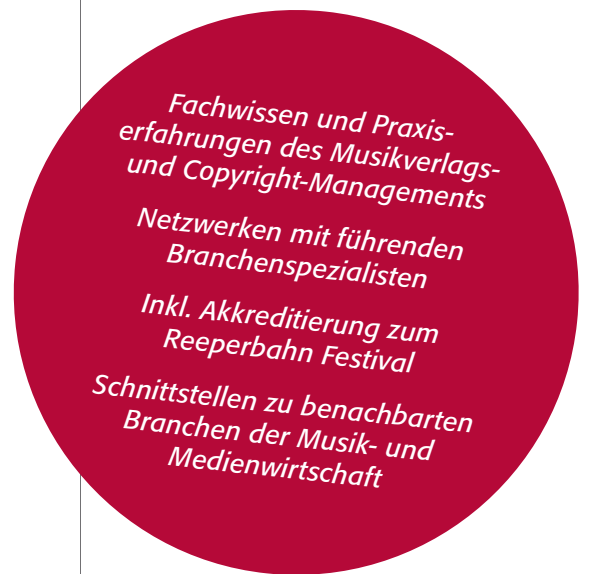 Fachwissen und Praxis-
erfahrungen des Musikverlags-
und Copyright-Managements
Netzwerken mit führenden
Branchenspezialisten
Inkl. Akkreditierung zum
Reeperbahn Festival
Schnittstellen zu benachbarten
Branchen der Musik- und
Medienwirtschaft